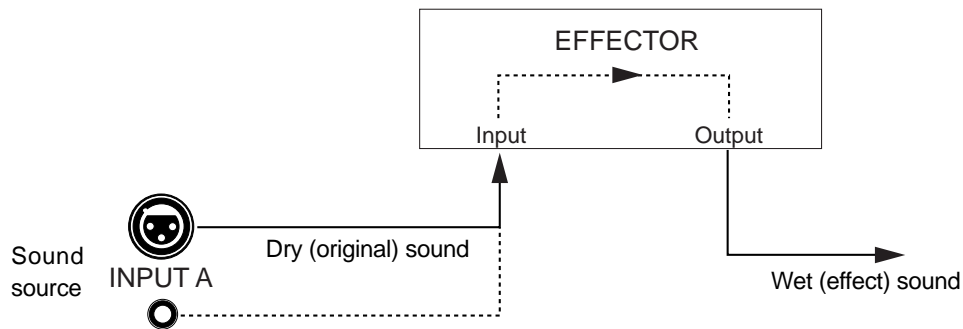 EFFECTOR
Input
Output
Dry (original) sound
Sound
source
INPUT A
Wet (effect) sound